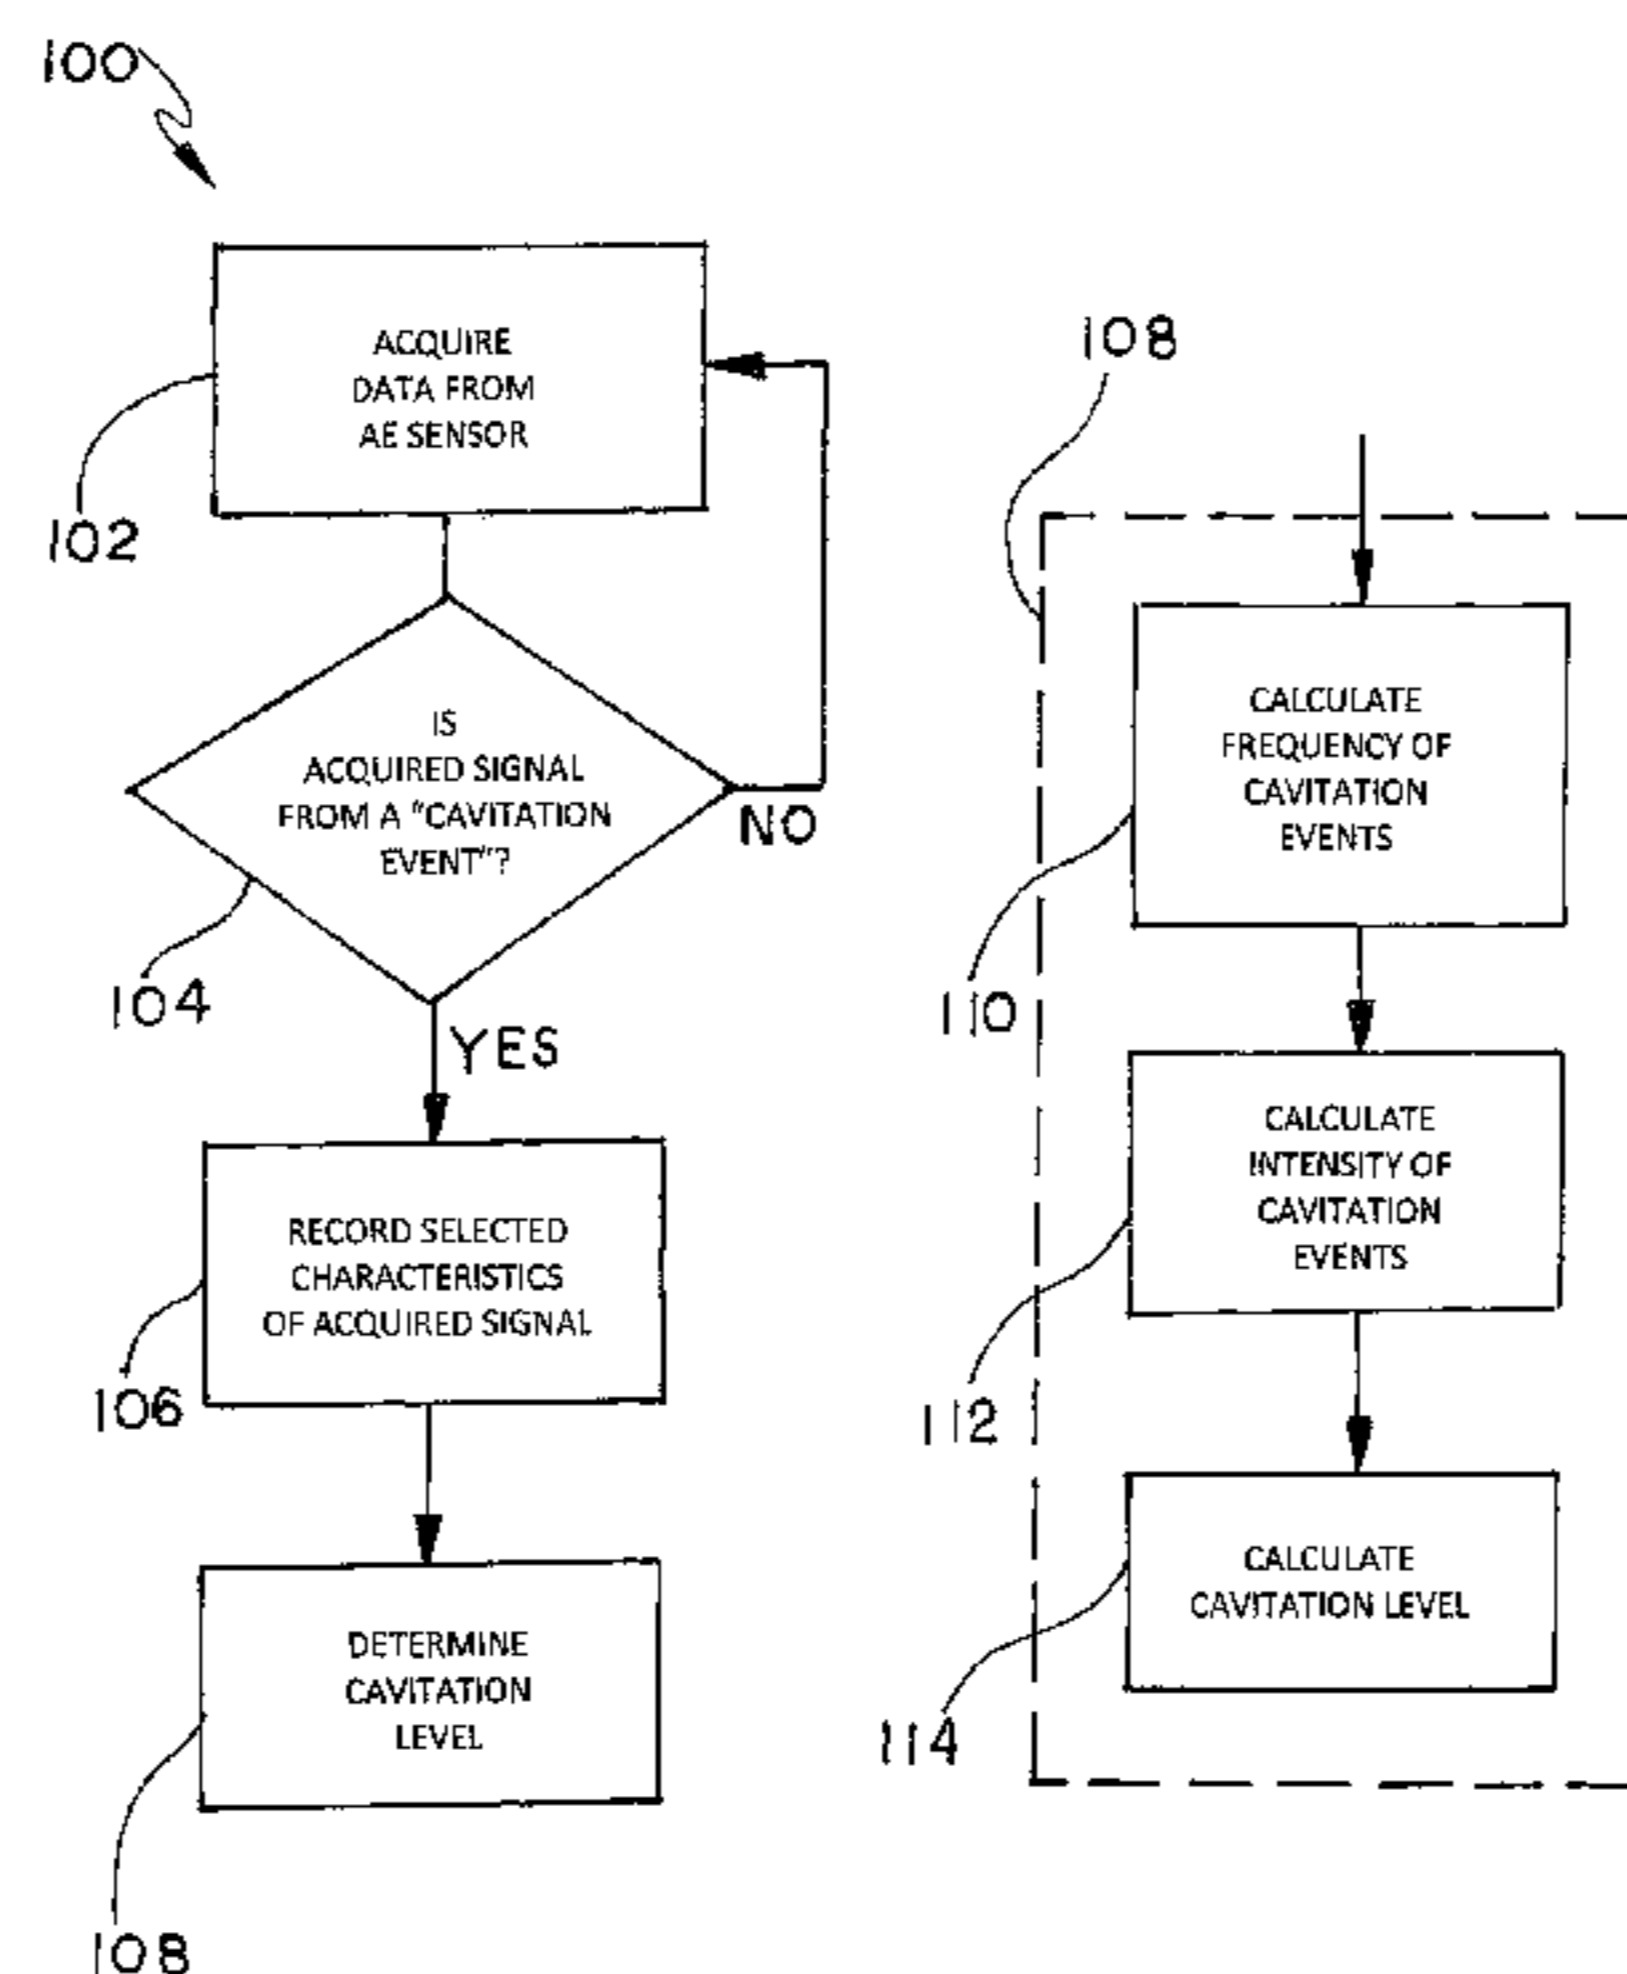 100
ACQUIRE
DATA FROM
AE SENSOR
102
IS
ACQUIRED SIGNAL
FROM A "CAVITATION
EVENT"?
NO
104
YES
RECORD SELECTED
CHARACTERISTICS
OF ACQUIRED SIGNAL
106
DETERMINE
CAVITATION
LEVEL
108
108
CALCULATE
FREQUENCY OF
CAVITATION
EVENTS
110
CALCULATE
INTENSITY OF
CAVITATION
EVENTS
112
CALCULATE
CAVITATION LEVEL
114